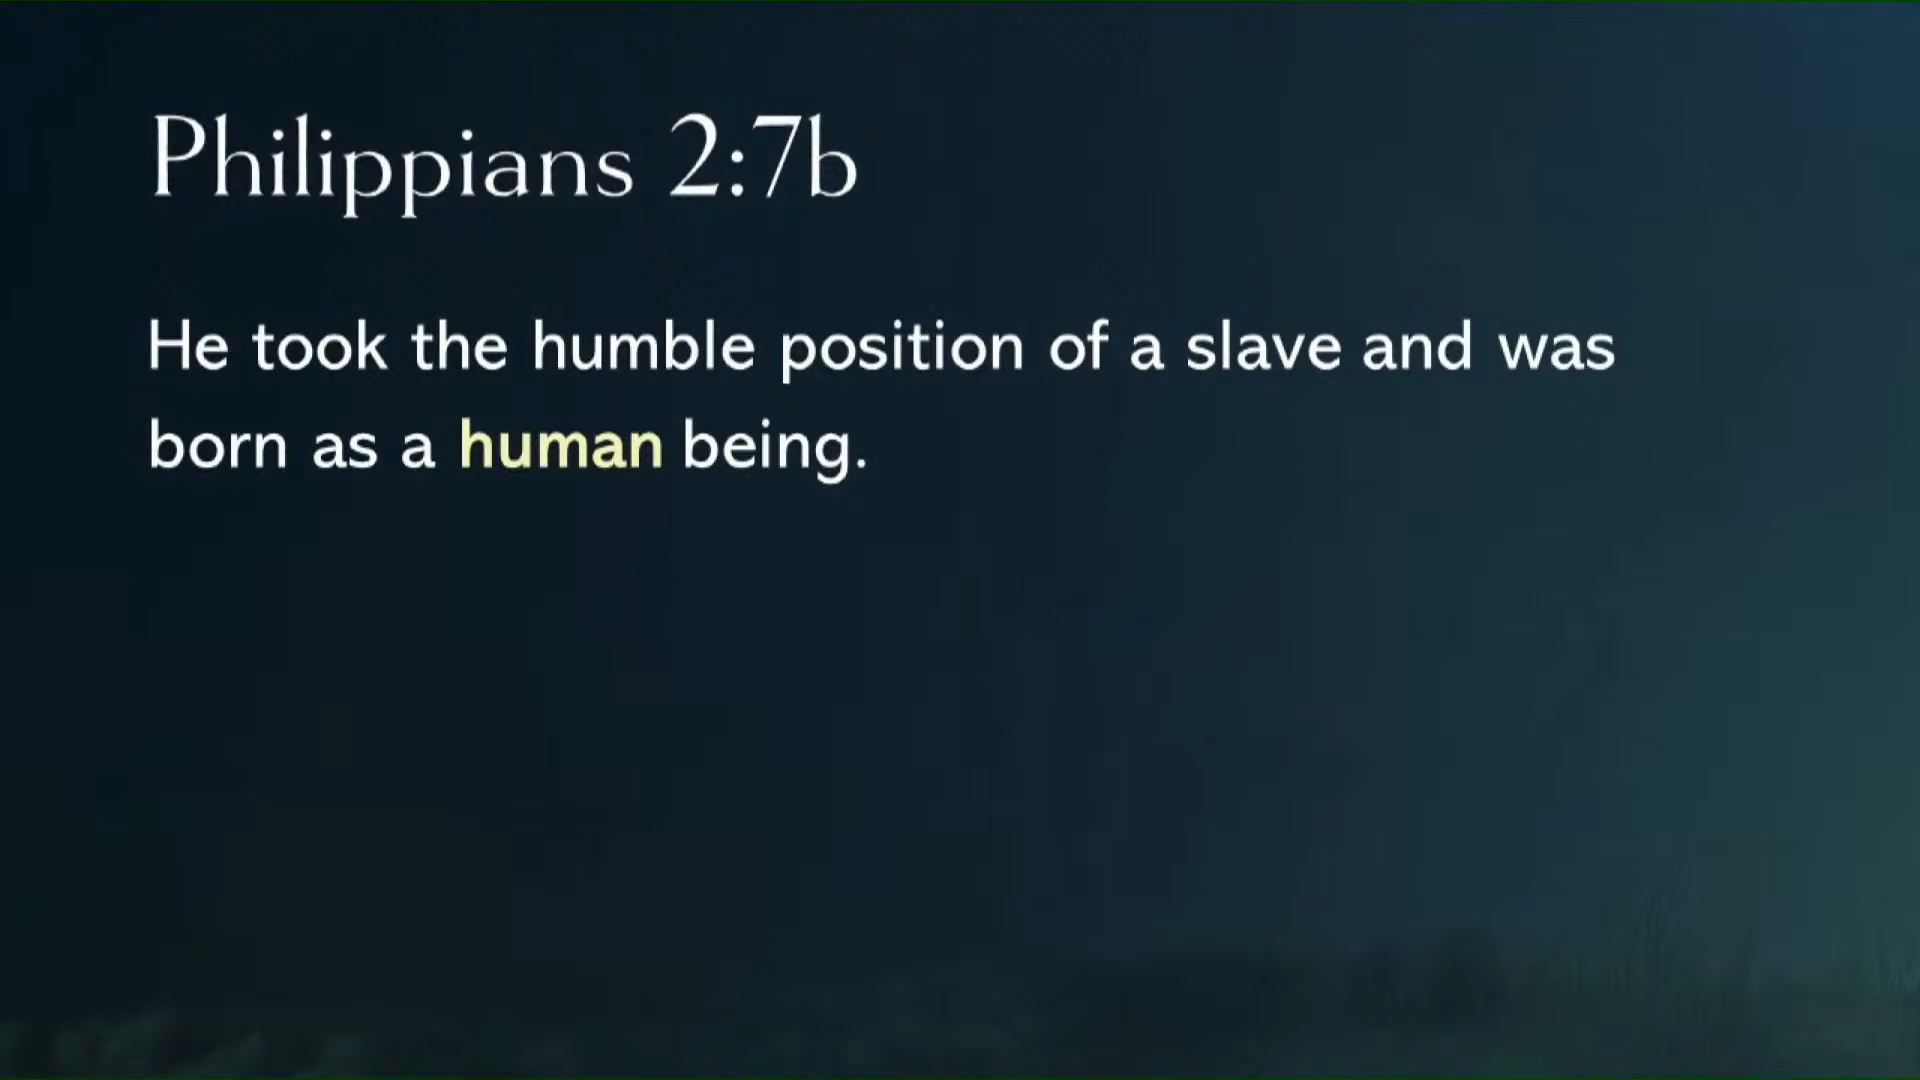 Philippians 2:7b
He took the humble position of a slave and was
born as a human being.